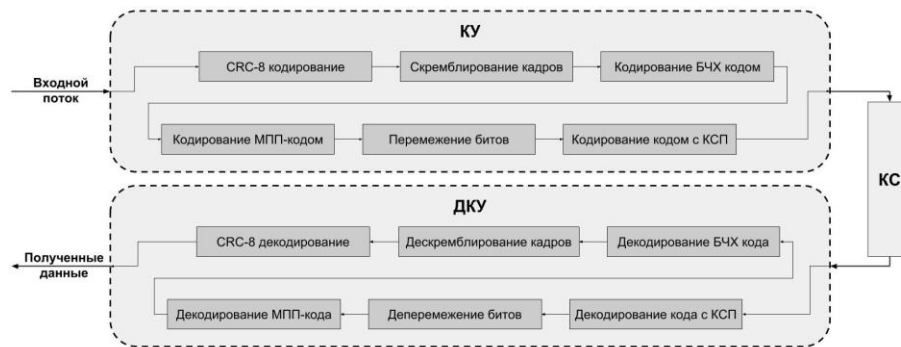 КУ
CRC-8 кодирование
Скремблирование кадров
Кодирование БЧХ кодом
Входной
поток
Кодирование МПП-кодом
Перемежение битов
Кодирование кодом с КСП
КС
ДКУ
CRC-8 декодирование
Дескремблирование кадров
Декодирование БЧХ кода
Полученные
данные
Декодирование МПП-кода
Деперемежение битов
Декодирование кода с КСП